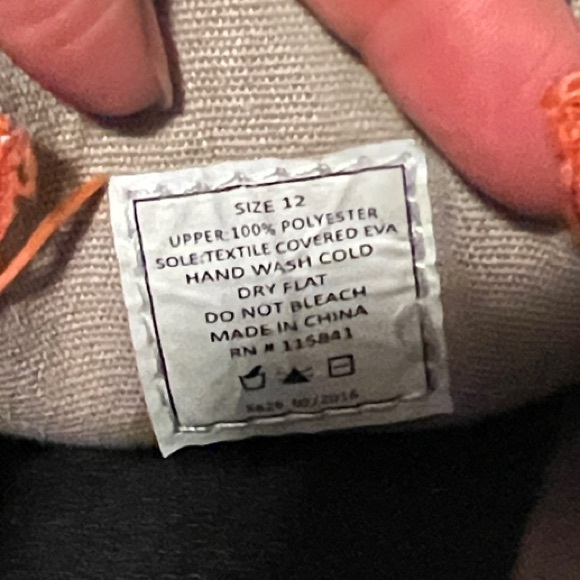 SIZE 12
UPPER:100% POLYESTER
SOLE:TEXTILE COVERED EVA
HAND WASH COLD
DRY FLAT
DO NOT BLEACH
MADE IN CHINA
RN # 115841
/2016